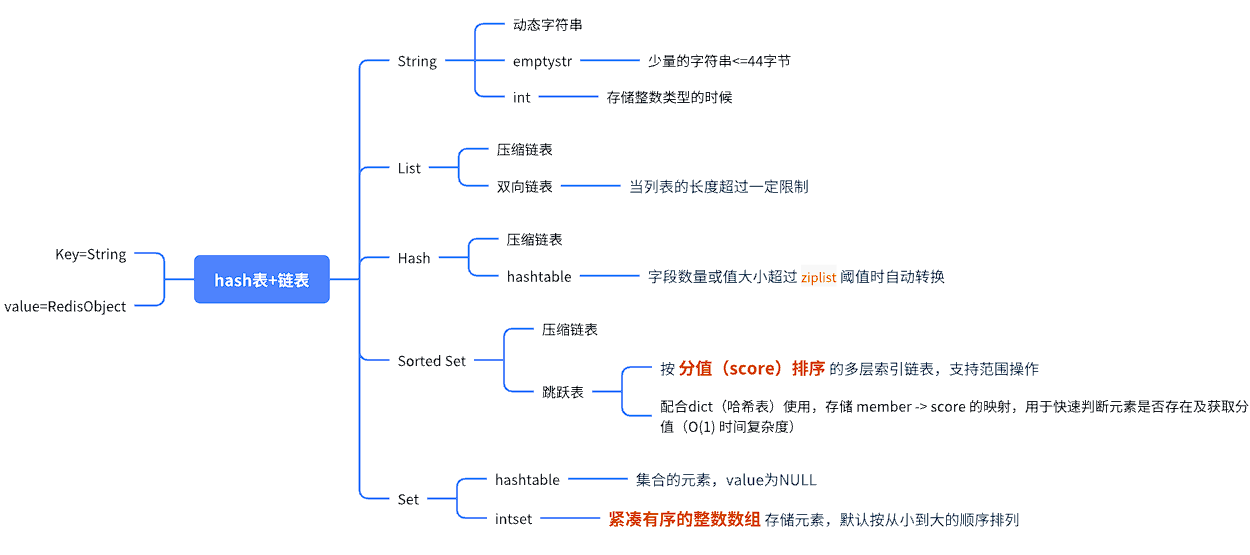 Key=String
value=RedisObject
hash表+链表
String
动态字符串
emptystr
少量的字符串<=44字节
int
存储整数类型的时候
List
压缩链表
双向链表
当列表的长度超过一定限制
Hash
压缩链表
hashtable
字段数量或值大小超过 ziplist 阈值时自动转换
Sorted Set
压缩链表
跳跃表
按 分值（score）排序 的多层索引链表，支持范围操作
配合dict（哈希表）使用，存储 member -> score 的映射，用于快速判断元素是否存在及获取分
值（O(1) 时间复杂度）
Set
hashtable
集合的元素，value为NULL
intset
紧凑有序的整数数组 存储元素，默认按从小到大的顺序排列